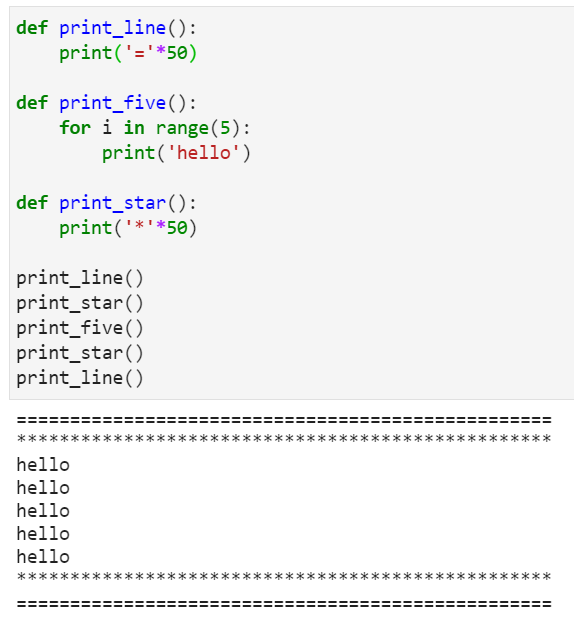 def print_line():
    print('='*50)

def print_five():
    for i in range(5):
        print('hello')

def print_star():
    print('*'*50)

print_line()
print_star()
print_five()
print_star()
print_line()
==================================================
**************************************************
hello
hello
hello
hello
hello
**************************************************
==================================================